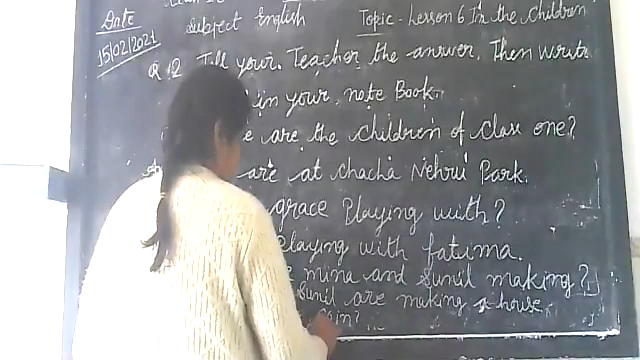 Date
15/02/2021
Subject English Topic - Lesson 6 In the Children
Q 12 Tell your. Teacher the answer. Then write
in your note Book.
are the children of Class one?
are at chacha Nehru Park.
grace Playing with?
Playing with fatima.
mina and Sunil making?
Sunil are making a house.